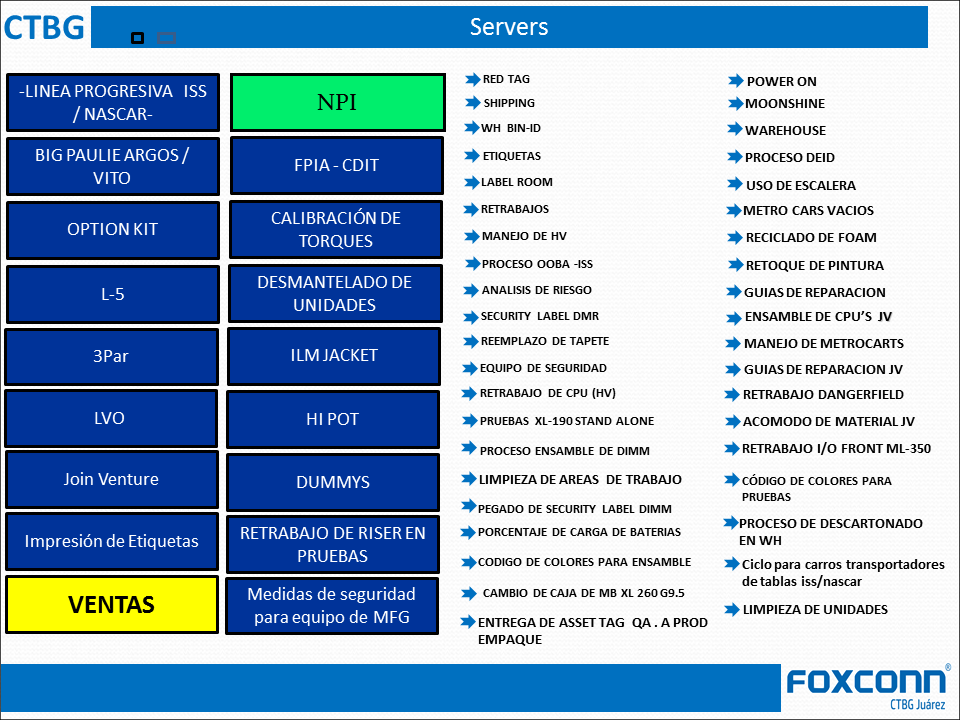 CTBG
Servers
-LINEA PROGRESIVA ISS
/ NASCAR-
BIG PAULIE ARGOS /
VITO
OPTION KIT
L-5
3Par
LVO
Join Venture
Impresión de Etiquetas
VENTAS
NPI
FPIA - CDIT
CALIBRACIÓN DE
TORQUES
DESMANTELADO DE
UNIDADES
ILM JACKET
HI POT
DUMMYS
RETRABAJO DE RISER EN
PRUEBAS
Medidas de seguridad
para equipo de MFG
RED TAG
SHIPPING
WH BIN-ID
ETIQUETAS
LABEL ROOM
RETRABAJOS
MANEJO DE HV
PROCESO OOBA -ISS
ANALISIS DE RIESGO
SECURITY LABEL DMR
REEMPLAZO DE TAPETE
EQUIPO DE SEGURIDAD
RETRABAJO DE CPU (HV)
PRUEBAS XL-190 STAND ALONE
PROCESO ENSAMBLE DE DIMM
LIMPIEZA DE AREAS DE TRABAJO
PEGADO DE SECURITY LABEL DIMM
PORCENTAJE DE CARGA DE BATERIAS
CODIGO DE COLORES PARA ENSAMBLE
CAMBIO DE CAJA DE MB XL 260 G9.5
ENTREGA DE ASSET TAG QA . A PROD
EMPAQUE
POWER ON
MOONSHINE
WAREHOUSE
PROCESO DEID
USO DE ESCALERA
METRO CARS VACIOS
RECICLADO DE FOAM
RETOQUE DE PINTURA
GUIAS DE REPARACION
ENSAMBLE DE CPU'S JV
MANEJO DE METROCARTS
GUIAS DE REPARACION JV
RETRABAJO DANGERFIELD
ACOMODO DE MATERIAL JV
RETRABAJO I/O FRONT ML-350
CÓDIGO DE COLORES PARA
PRUEBAS
PROCESO DE DESCARTONADO
EN WH
Ciclo para carros transportadores
de tablas iss/nascar
LIMPIEZA DE UNIDADES
FOXCONN®
CTBG Juárez